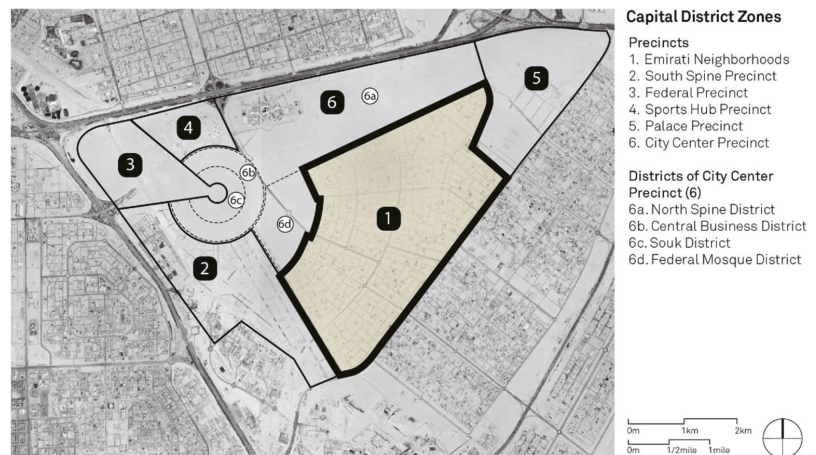 Capital District Zones
Precincts
1. Emirati Neighborhoods
2. South Spine Precinct
3. Federal Precinct
4. Sports Hub Precinct
5. Palace Precinct
6. City Center Precinct
Districts of City Center
Precinct (6)
6a. North Spine District
6b. Central Business District
6c. Souk District
6d. Federal Mosque District
5
6
6a
4
3
6b
6c
1
6d
2
0m 1km 2km
0m 1/2mile 1mile